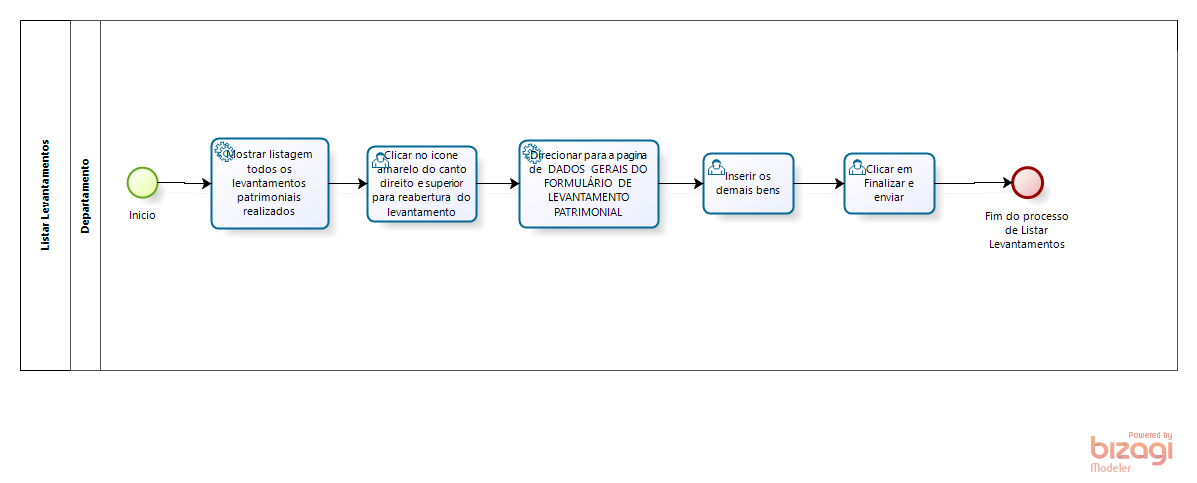 Listar Levantamentos
Departamento
Inicio
Mostrar listagem
todos os
levantamentos
patrimoniais
realizados
Clicar no icone
amarelo do canto
direito e superior
para reabertura do
levantamento
Direcionar para a pagina
de DADOS GERAIS DO
FORMULÁRIO DE
LEVANTAMENTO
PATRIMONIAL
Inserir os
demais bens
Clicar em
Finalizar e
enviar
Fim do processo
de Listar
Levantamentos
Powered by
bizagi
Modeler